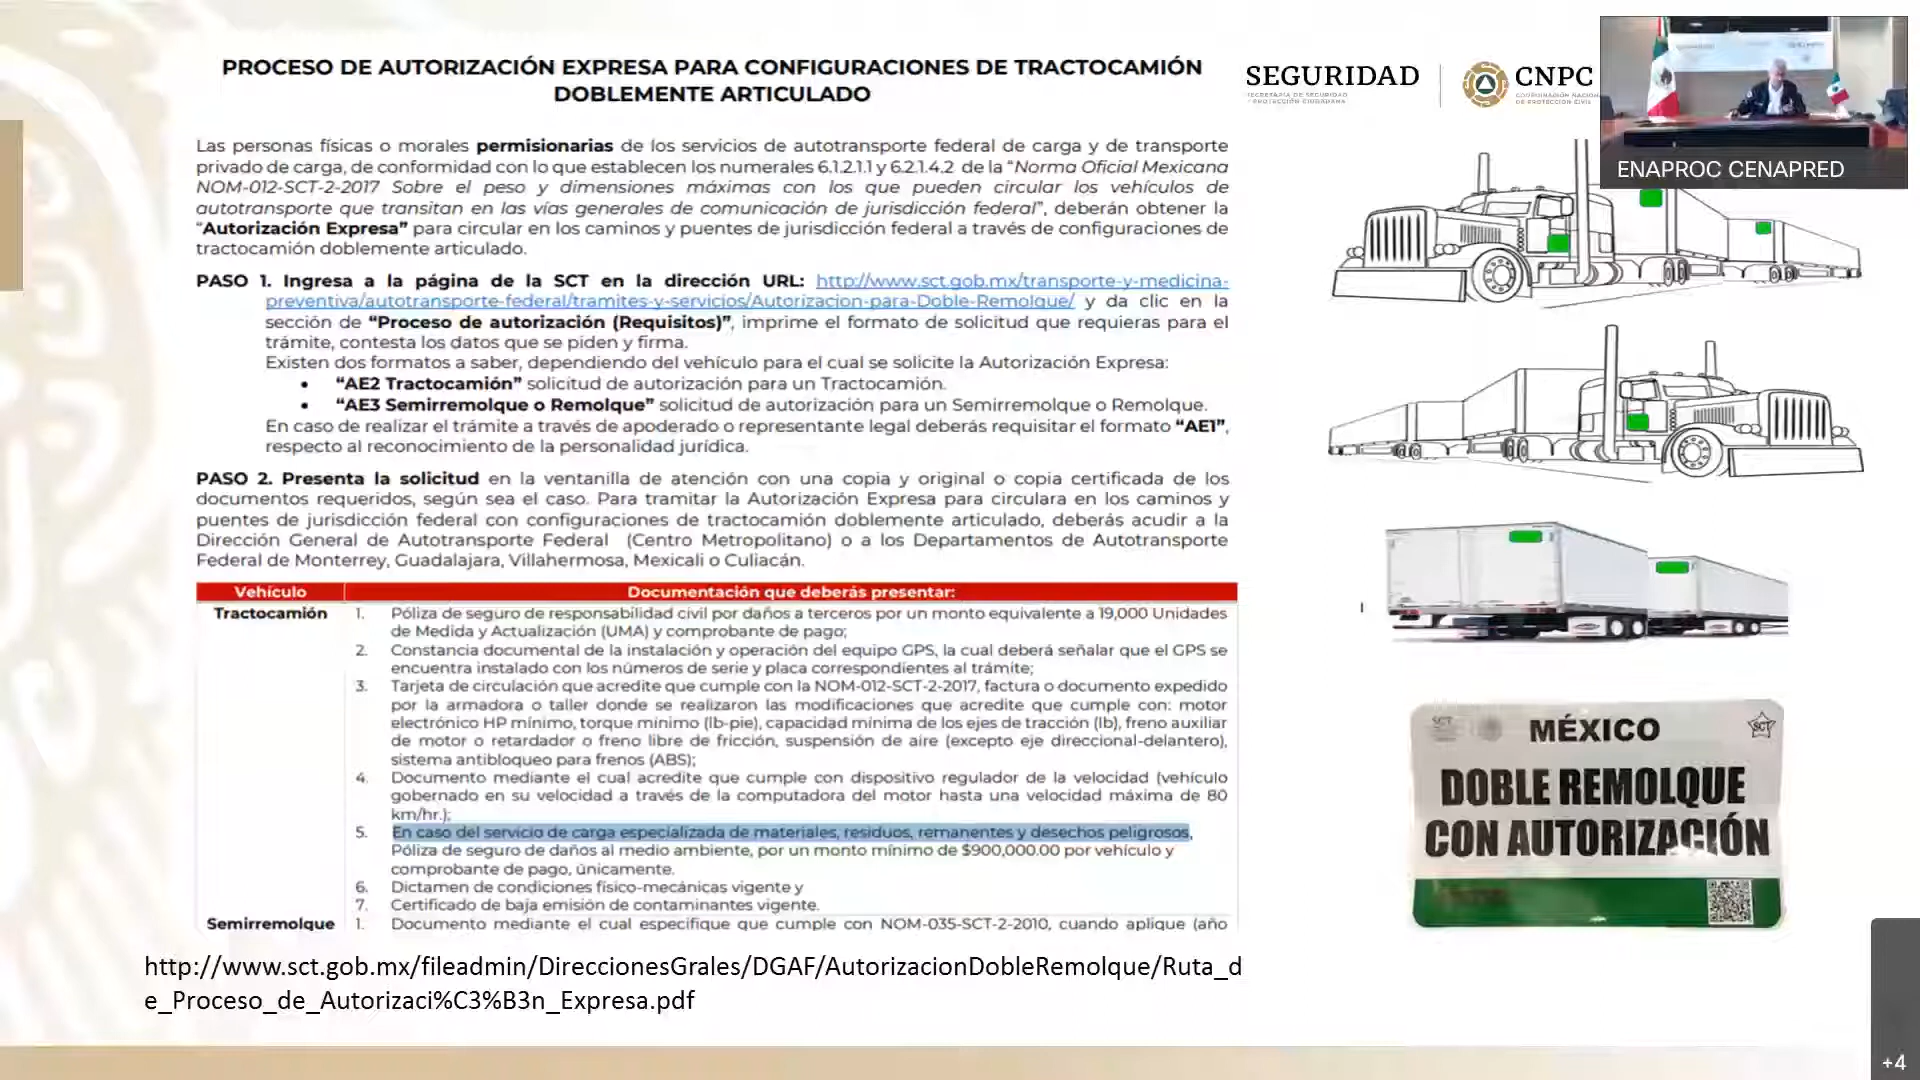 PROCESO DE AUTORIZACIÓN EXPRESA PARA CONFIGURACIONES DE TRACTOCAMIÓN
DOBLEMENTE ARTICULADO
SEGURIDAD
SECRETARÍA DE SEGURIDAD
Y PROTECCIÓN CIUDADANA
CNPC
COORDINACIÓN NACION
DE PROTECCIÓN CIVIL
ENAPROC CENAPRED
Las personas físicas o morales permisionarias de los servicios de autotransporte federal de carga y de transporte
privado de carga, de conformidad con lo que establecen los numerales 6.1.2.1.1 y 6.2.1.4.2 de la “Norma Oficial Mexicana
NOM-012-SCT-2-2017 Sobre el peso y dimensiones máximas con los que pueden circular los vehículos de
autotransporte que transitan en las vías generales de comunicación de jurisdicción federal”, deberán obtener la
“Autorización Expresa” para circular en los caminos y puentes de jurisdicción federal a través de configuraciones de
tractocamión doblemente articulado.
PASO 1. Ingresa a la página de la SCT en la dirección URL: http://www.sct.gob.mx/transporte-y-medicina-
preventiva/autotransporte-federal/tramites-y-servicios/Autorizacion-para-Doble-Remolque/ y da clic en la
sección de “Proceso de autorización (Requisitos)”, imprime el formato de solicitud que requieras para el
trámite, contesta los datos que se piden y firma.
Existen dos formatos a saber, dependiendo del vehículo para el cual se solicite la Autorización Expresa:
• “AE2 Tractocamión” solicitud de autorización para un Tractocamión.
• “AE3 Semirremolque o Remolque” solicitud de autorización para un Semirremolque o Remolque.
En caso de realizar el trámite a través de apoderado o representante legal deberás requisitar el formato “AE1”,
respecto al reconocimiento de la personalidad jurídica.
PASO 2. Presenta la solicitud en la ventanilla de atención con una copia y original o copia certificada de los
documentos requeridos, según sea el caso. Para tramitar la Autorización Expresa para circulara en los caminos y
puentes de jurisdicción federal con configuraciones de tractocamión doblemente articulado, deberás acudir a la
Dirección General de Autotransporte Federal (Centro Metropolitano) o a los Departamentos de Autotransporte
Federal de Monterrey, Guadalajara, Villahermosa, Mexicali o Culiacán.
Vehículo Documentación que deberás presentar:
Tractocamión 1. Póliza de seguro de responsabilidad civil por daños a terceros por un monto equivalente a 19,000 Unidades
de Medida y Actualización (UMA) y comprobante de pago;
2. Constancia documental de la instalación y operación del equipo GPS, la cual deberá señalar que el GPS se
encuentra instalado con los números de serie y placa correspondientes al trámite;
3. Tarjeta de circulación que acredite que cumple con la NOM-012-SCT-2-2017, factura o documento expedido
por la armadora o taller donde se realizaron las modificaciones que acredite que cumple con: motor
electrónico HP mínimo, torque mínimo (lb-pie), capacidad mínima de los ejes de tracción (lb), freno auxiliar
de motor o retardador o freno libre de fricción, suspensión de aire (excepto eje direccional-delantero),
sistema antibloqueo para frenos (ABS);
4. Documento mediante el cual acredite que cumple con dispositivo regulador de la velocidad (vehículo
gobernado en su velocidad a través de la computadora del motor hasta una velocidad máxima de 80
km/hr.);
5. En caso del servicio de carga especializada de materiales, residuos, remanentes y desechos peligrosos,
Póliza de seguro de daños al medio ambiente, por un monto mínimo de $900,000.00 por vehículo y
comprobante de pago, únicamente.
6. Dictamen de condiciones físico-mecánicas vigente y
7. Certificado de baja emisión de contaminantes vigente.
Semirremolque 1. Documento mediante el cual especifique que cumple con NOM-035-SCT-2-2010, cuando aplique (año
http://www.sct.gob.mx/fileadmin/DireccionesGrales/DGAF/AutorizacionDobleRemolque/Ruta_d
e_Proceso_de_Autorizaci%C3%B3n_Expresa.pdf
SCT
MÉXICO
SCT
DOBLE REMOLQUE
CON AUTORIZACIÓN
+4